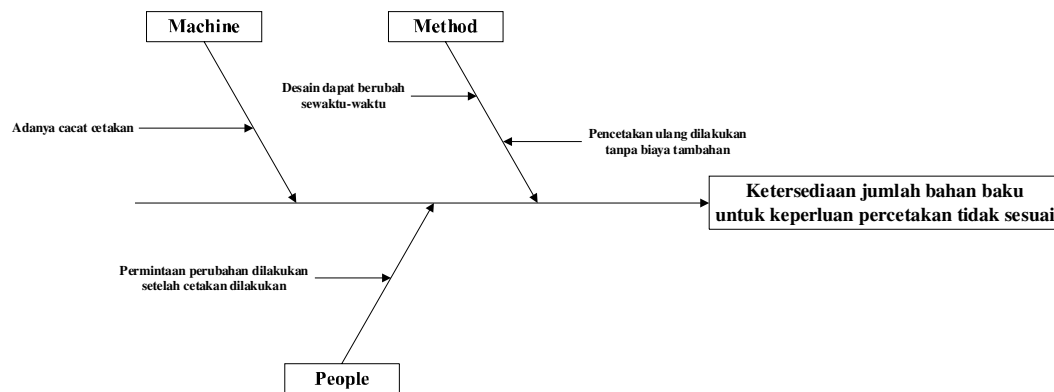 Machine
Method
Desain dapat berubah
sewaktu-waktu
Adanya cacat cetakan
Pencetakan ulang dilakukan
tanpa biaya tambahan
Ketersediaan jumlah bahan baku
untuk keperluan percetakan tidak sesuai
Permintaan perubahan dilakukan
setelah cetakan dilakukan
People